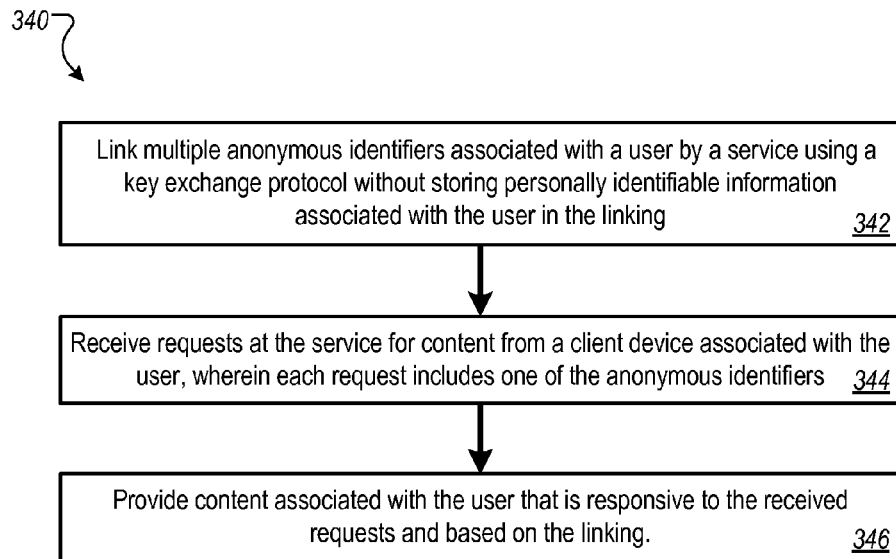 340
Link multiple anonymous identifiers associated with a user by a service using a
key exchange protocol without storing personally identifiable information
associated with the user in the linking
342
Receive requests at the service for content from a client device associated with the
user, wherein each request includes one of the anonymous identifiers
344
Provide content associated with the user that is responsive to the received
requests and based on the linking.
346